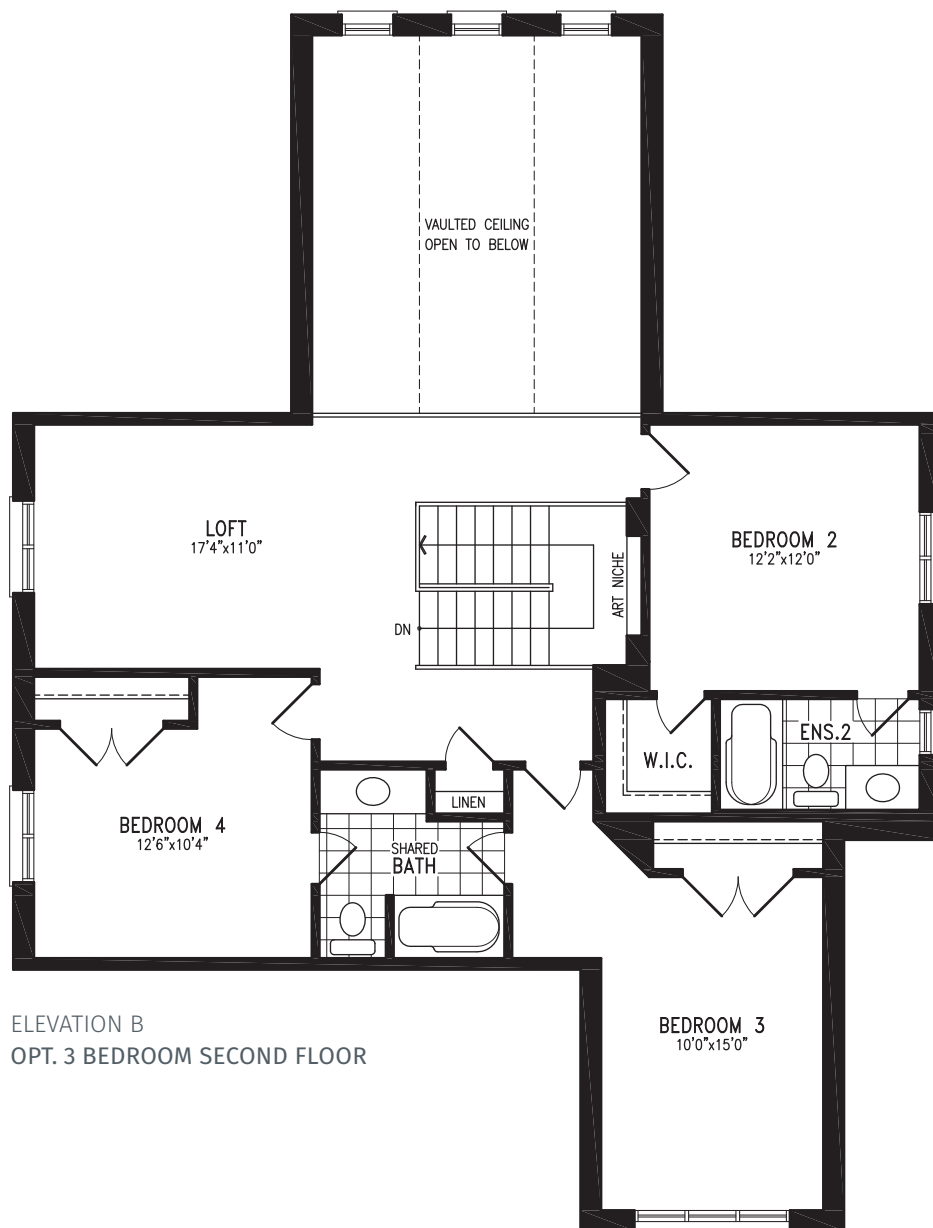 VAULTED CEILING
OPEN TO BELOW
LOFT
17'4"x11'0"
BEDROOM 2
12'2"x12'0"
ART NICHE
DN
ENS.2
W.I.C.
LINEN
BEDROOM 4
12'6"x10'4"
SHARED
BATH
BEDROOM 3
10'0"x15'0"
ELEVATION B
OPT. 3 BEDROOM SECOND FLOOR